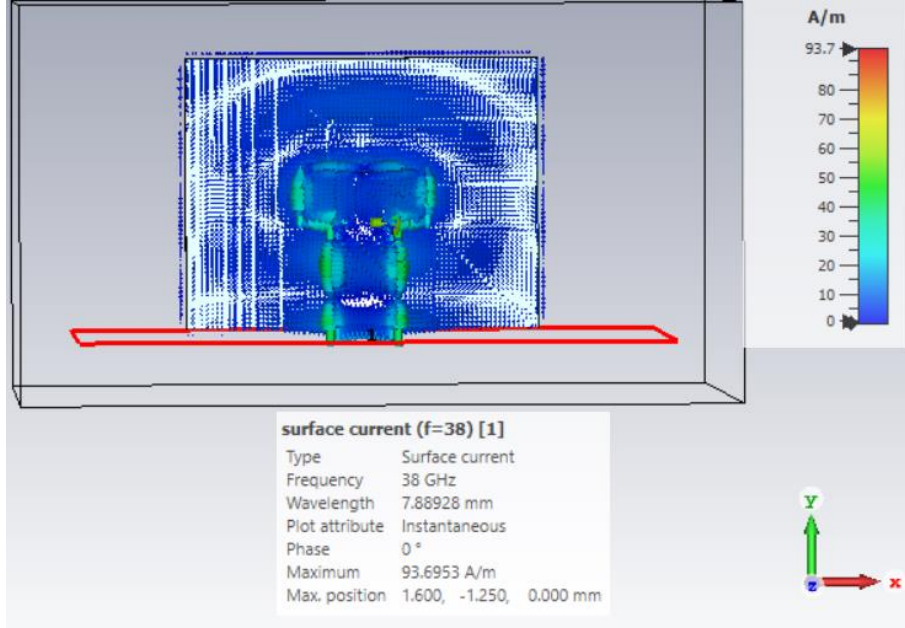 A/m
93.7
80
70
60
50
40
30
20
10
0
1
surface current (f=38) [1]
Type Surface current
Frequency 38 GHz
Wavelength 7.88928 mm
Plot attribute Instantaneous
Phase 0 °
Maximum 93.6953 A/m
Max. position 1.600, -1.250, 0.000 mm
y
z
x